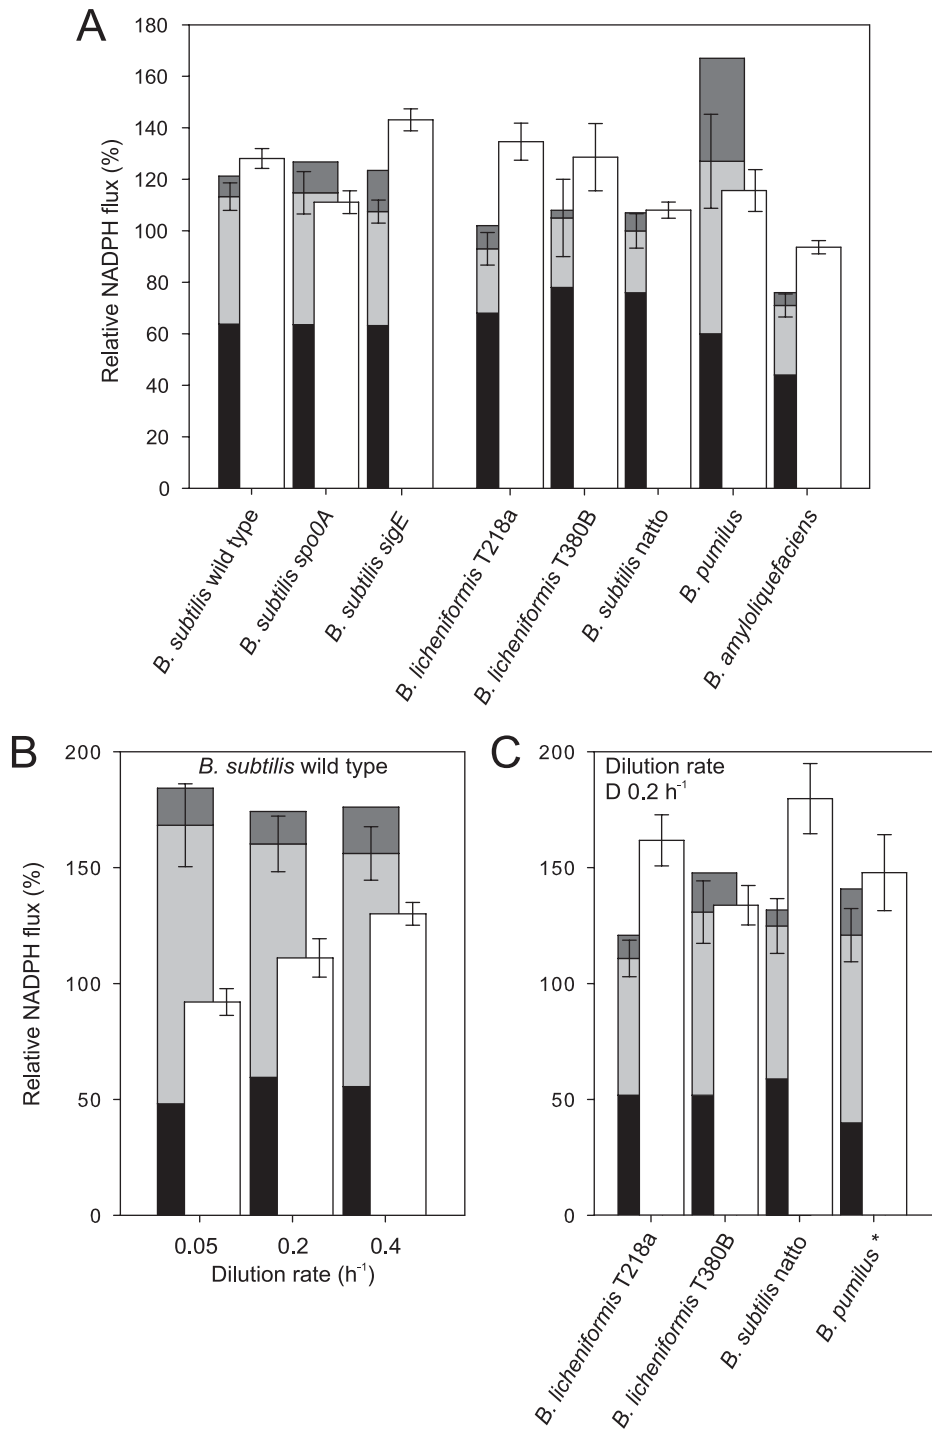 A
Relative NADPH flux (%)
180
160
140
120
100
80
60
40
20
0
B. subtilis wild type
B. subtilis spo0A
B. subtilis sigE
B. licheniformis T218a
B. licheniformis T380B
B. subtilis natto
B. pumilus
B. amyloliquefaciens
B
B. subtilis wild type
Relative NADPH flux (%)
200
150
100
50
0
0.05 0.2 0.4
Dilution rate (h⁻¹)
C
Dilution rate
D 0.2 h⁻¹
200
150
100
50
0
B. licheniformis T218a
B. licheniformis T380B
B. subtilis natto
B. pumilus *